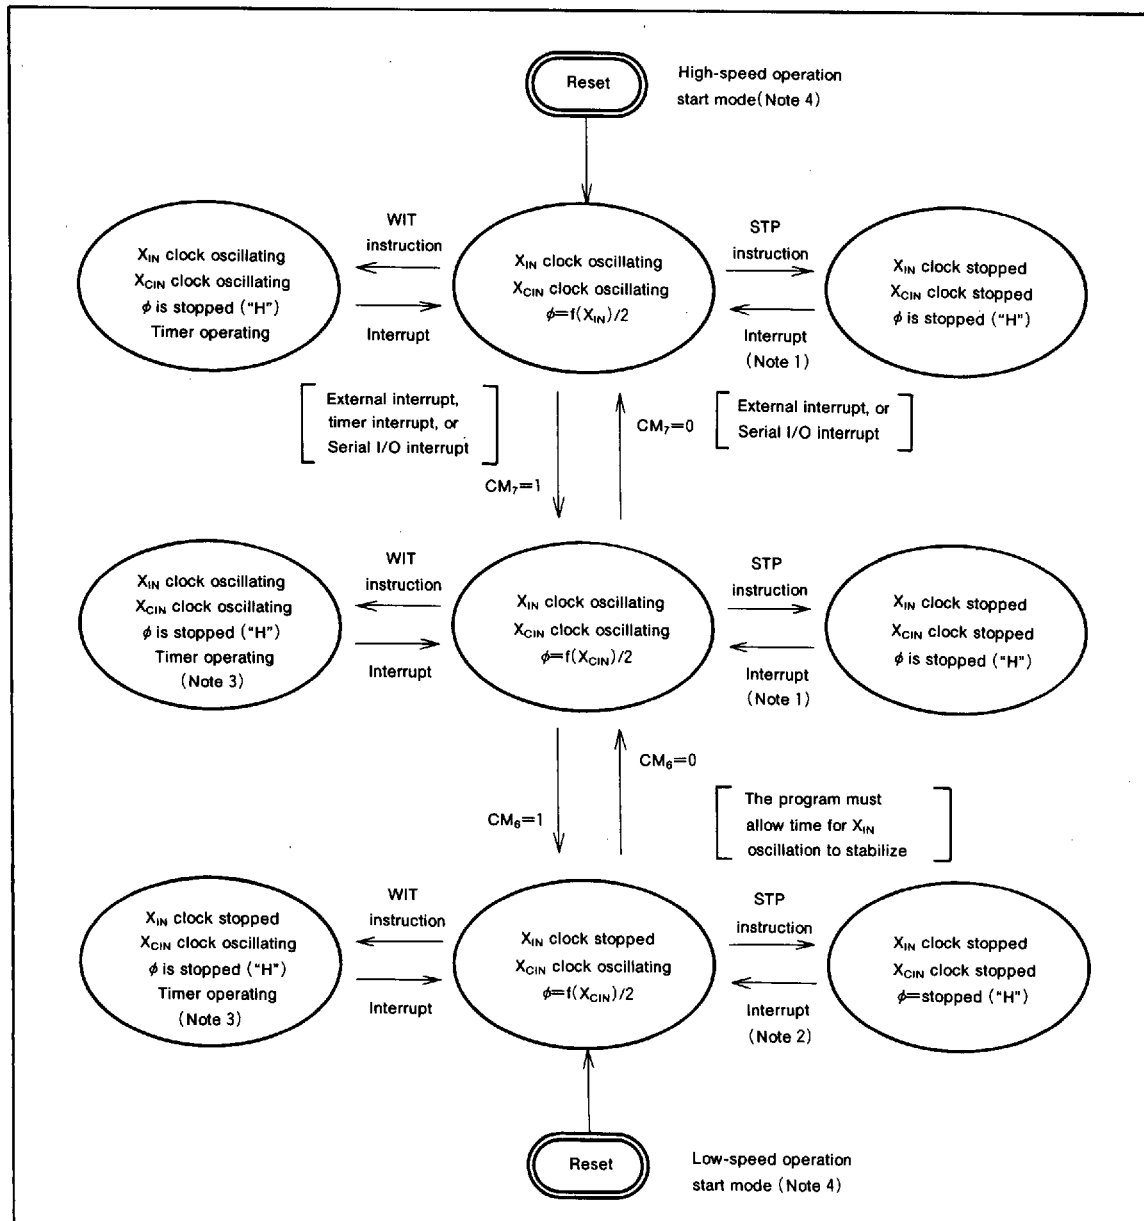 Reset
High-speed operation
start mode(Note 4)
X_IN clock oscillating
X_CIN clock oscillating
ϕ is stopped ("H")
Timer operating
WIT
instruction
Interrupt
X_IN clock oscillating
X_CIN clock oscillating
ϕ=f(X_IN)/2
STP
instruction
Interrupt
(Note 1)
X_IN clock stopped
X_CIN clock stopped
ϕ is stopped ("H")
External interrupt,
timer interrupt, or
Serial I/O interrupt
CM₇=1
CM₇=0
External interrupt, or
Serial I/O interrupt
X_IN clock oscillating
X_CIN clock oscillating
ϕ is stopped ("H")
Timer operating
(Note 3)
WIT
instruction
Interrupt
X_IN clock oscillating
X_CIN clock oscillating
ϕ=f(X_CIN)/2
STP
instruction
Interrupt
(Note 1)
X_IN clock stopped
X_CIN clock stopped
ϕ is stopped ("H")
CM₆=1
CM₆=0
The program must
allow time for X_IN
oscillation to stabilize
X_IN clock stopped
X_CIN clock oscillating
ϕ is stopped ("H")
Timer operating
(Note 3)
WIT
instruction
Interrupt
X_IN clock stopped
X_CIN clock oscillating
ϕ=f(X_CIN)/2
STP
instruction
Interrupt
(Note 2)
X_IN clock stopped
X_CIN clock stopped
ϕ=stopped ("H")
Reset
Low-speed operation
start mode (Note 4)